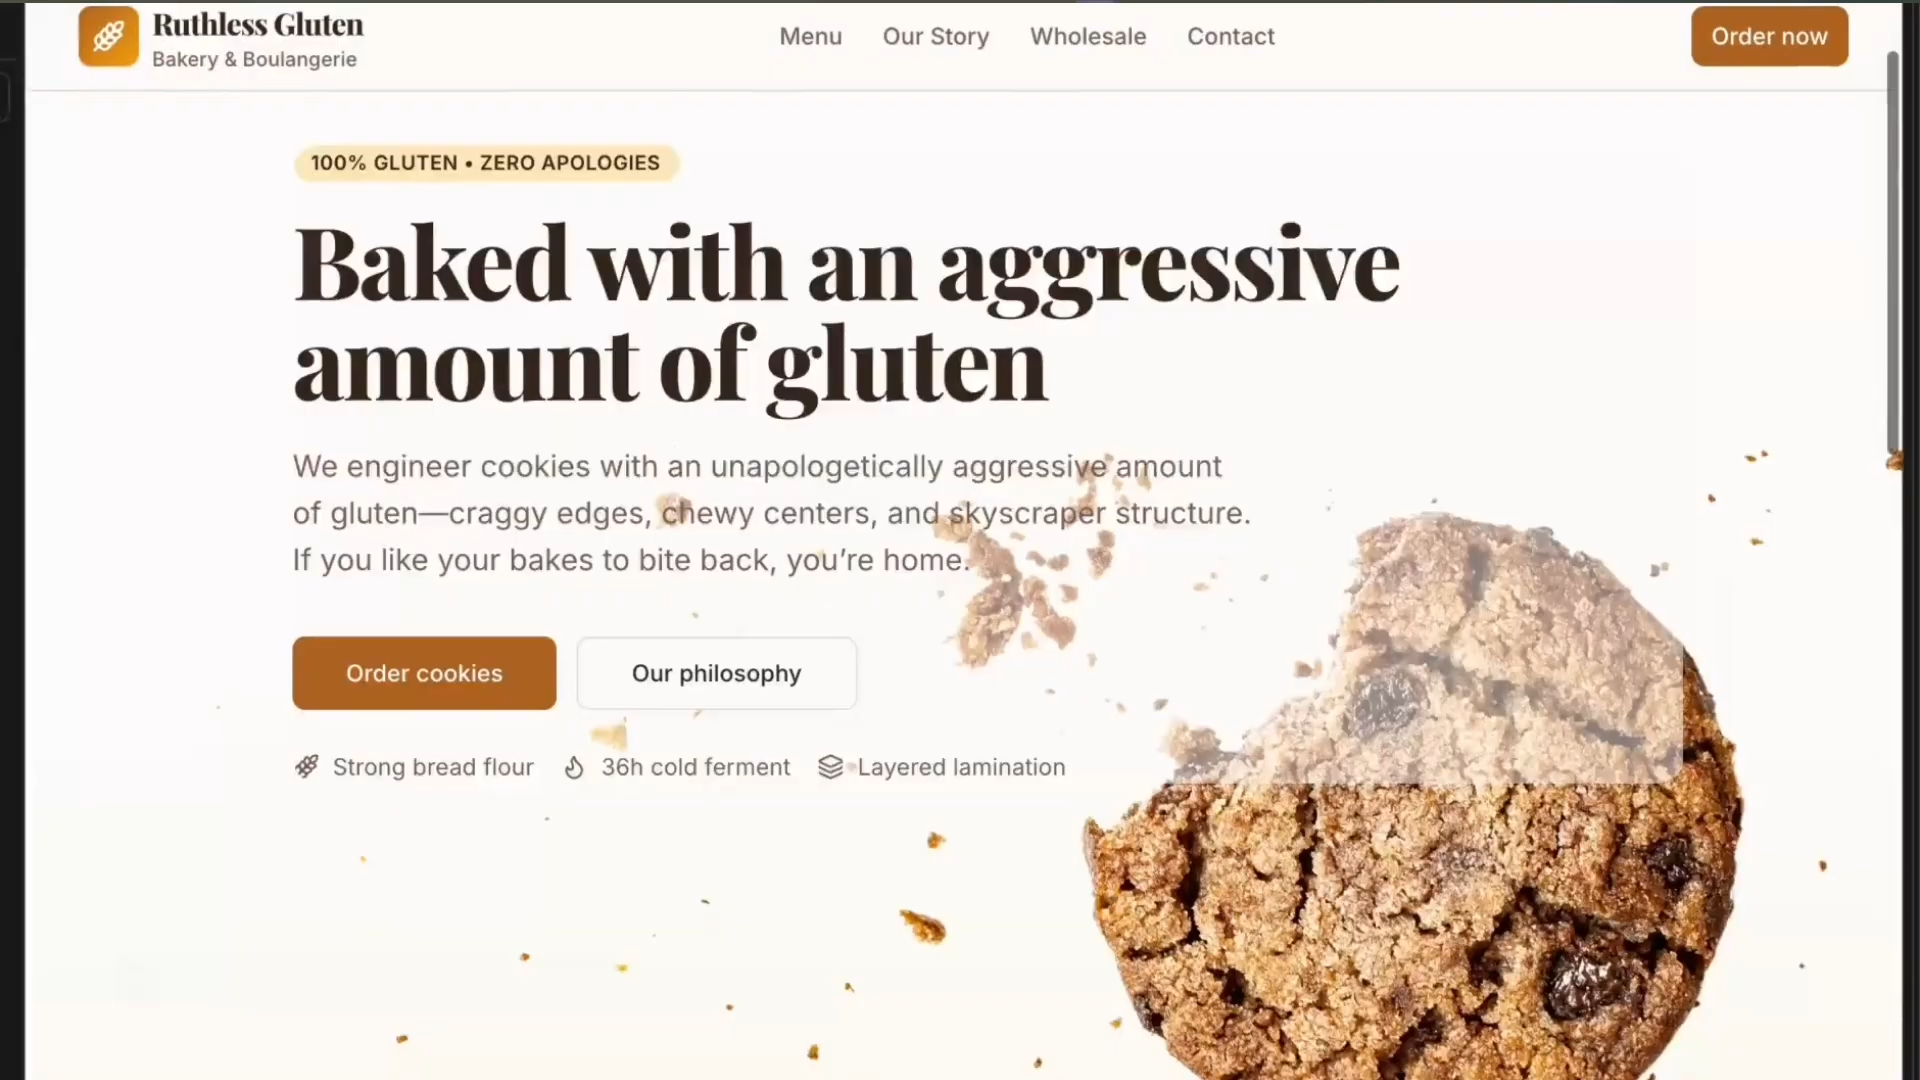 Ruthless Gluten
Bakery & Boulangerie
Menu
Our Story
Wholesale
Contact
Order now
100% GLUTEN • ZERO APOLOGIES
Baked with an aggressive
amount of gluten
We engineer cookies with an unapologetically aggressive amount
of gluten—craggy edges, chewy centers, and skyscraper structure.
If you like your bakes to bite back, you’re home.
Order cookies
Our philosophy
Strong bread flour
36h cold ferment
Layered lamination